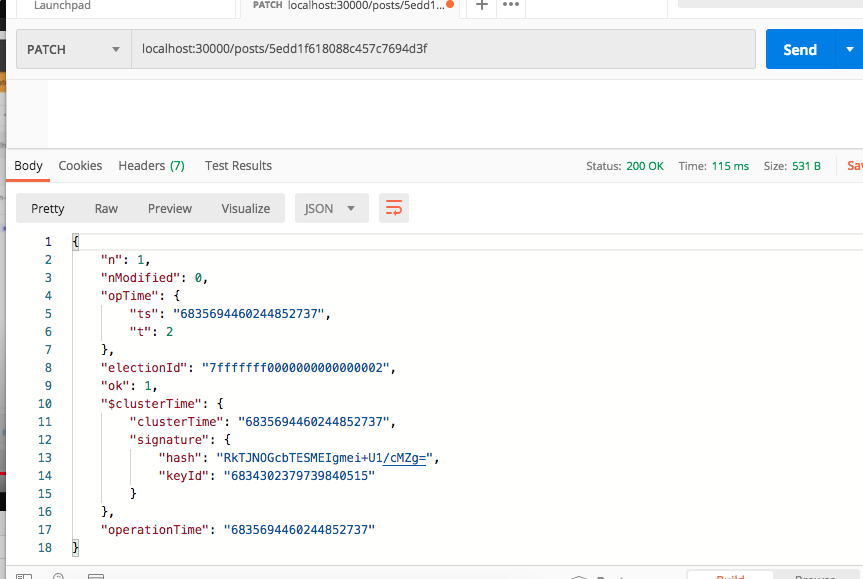 Launchpad
PATCH localhost:30000/posts/5edd1...
PATCH localhost:30000/posts/5edd1f618088c457c7694d3f Send
Body Cookies Headers (7) Test Results Status: 200 OK Time: 115 ms Size: 531 B
Pretty Raw Preview Visualize JSON
1 {
2 "n": 1,
3 "nModified": 0,
4 "opTime": {
5 "ts": "6835694460244852737",
6 "t": 2
7 },
8 "electionId": "7fffffff0000000000000002",
9 "ok": 1,
10 "$clusterTime": {
11 "clusterTime": "6835694460244852737",
12 "signature": {
13 "hash": "RkTJNOGcbTESMEIgmei+U1/cMZg=",
14 "keyId": "6834302379739840515"
15 }
16 },
17 "operationTime": "6835694460244852737"
18 }
Build Browse